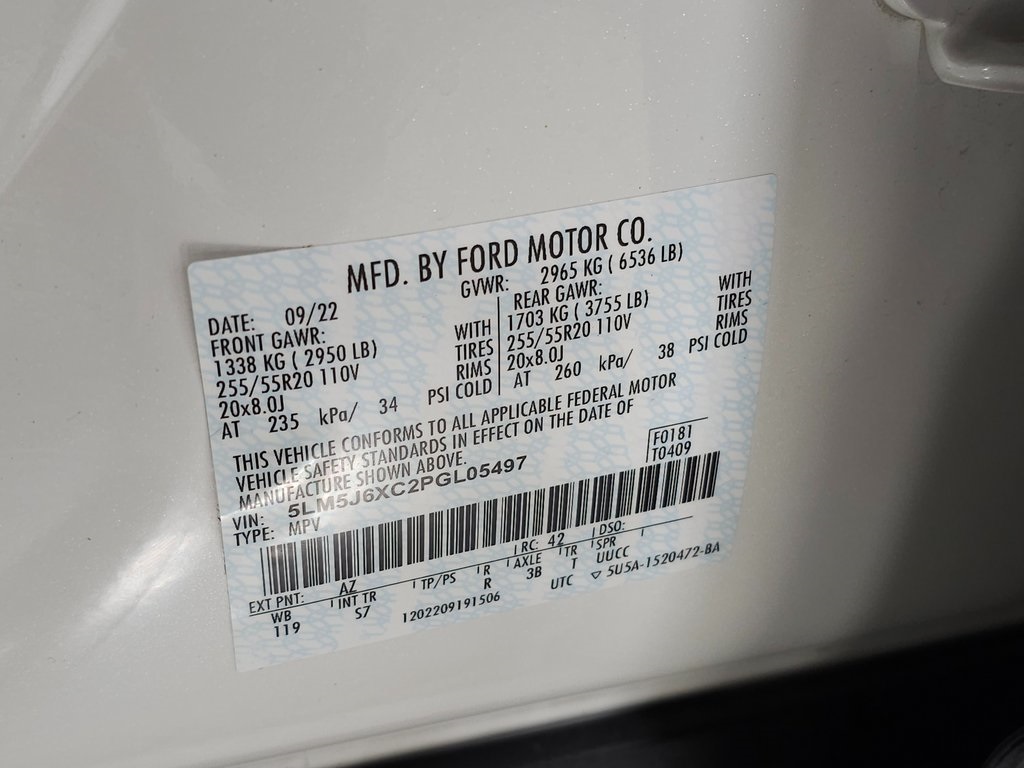 MFD. BY FORD MOTOR CO.
DATE: 09/22
GVWR: 2965 KG ( 6536 LB)
FRONT GAWR:
1338 KG ( 2950 LB) WITH
255/55R20 110V TIRES
20x8.0J RIMS
AT 235 kPa/ 34 PSI COLD
REAR GAWR:
1703 KG ( 3755 LB) WITH
255/55R20 110V TIRES
20x8.0J RIMS
AT 260 kPa/ 38 PSI COLD
THIS VEHICLE CONFORMS TO ALL APPLICABLE FEDERAL MOTOR
VEHICLE SAFETY STANDARDS IN EFFECT ON THE DATE OF
MANUFACTURE SHOWN ABOVE.
VIN: 5LM5J6XC2PGL05497
TYPE: MPV
F0181
T0409
EXT PNT: AZ RC: 42 DSO:
WB INT TR TP/PS R AXLE TR SPR
119 S7 R 3B T UUCC
1202209191506 UTC ▽ 5U5A-1520472-BA